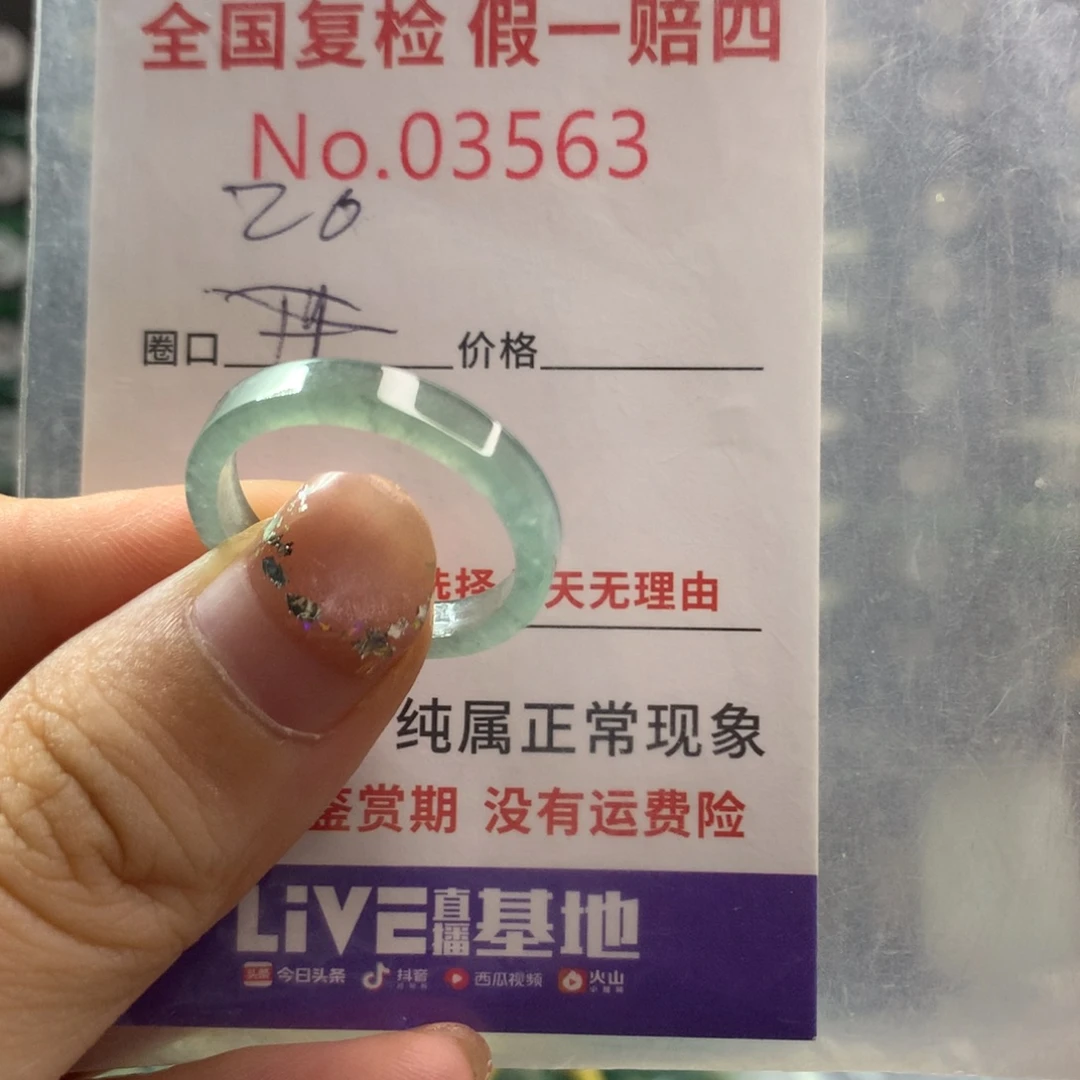 全国复检 假一赔四
No.03563
20
圈口 价格
选择 天无理由
纯属正常现象
鉴赏期 没有运费险
LiVE直播基地
头条 今日头条 抖音 西瓜视频 火山